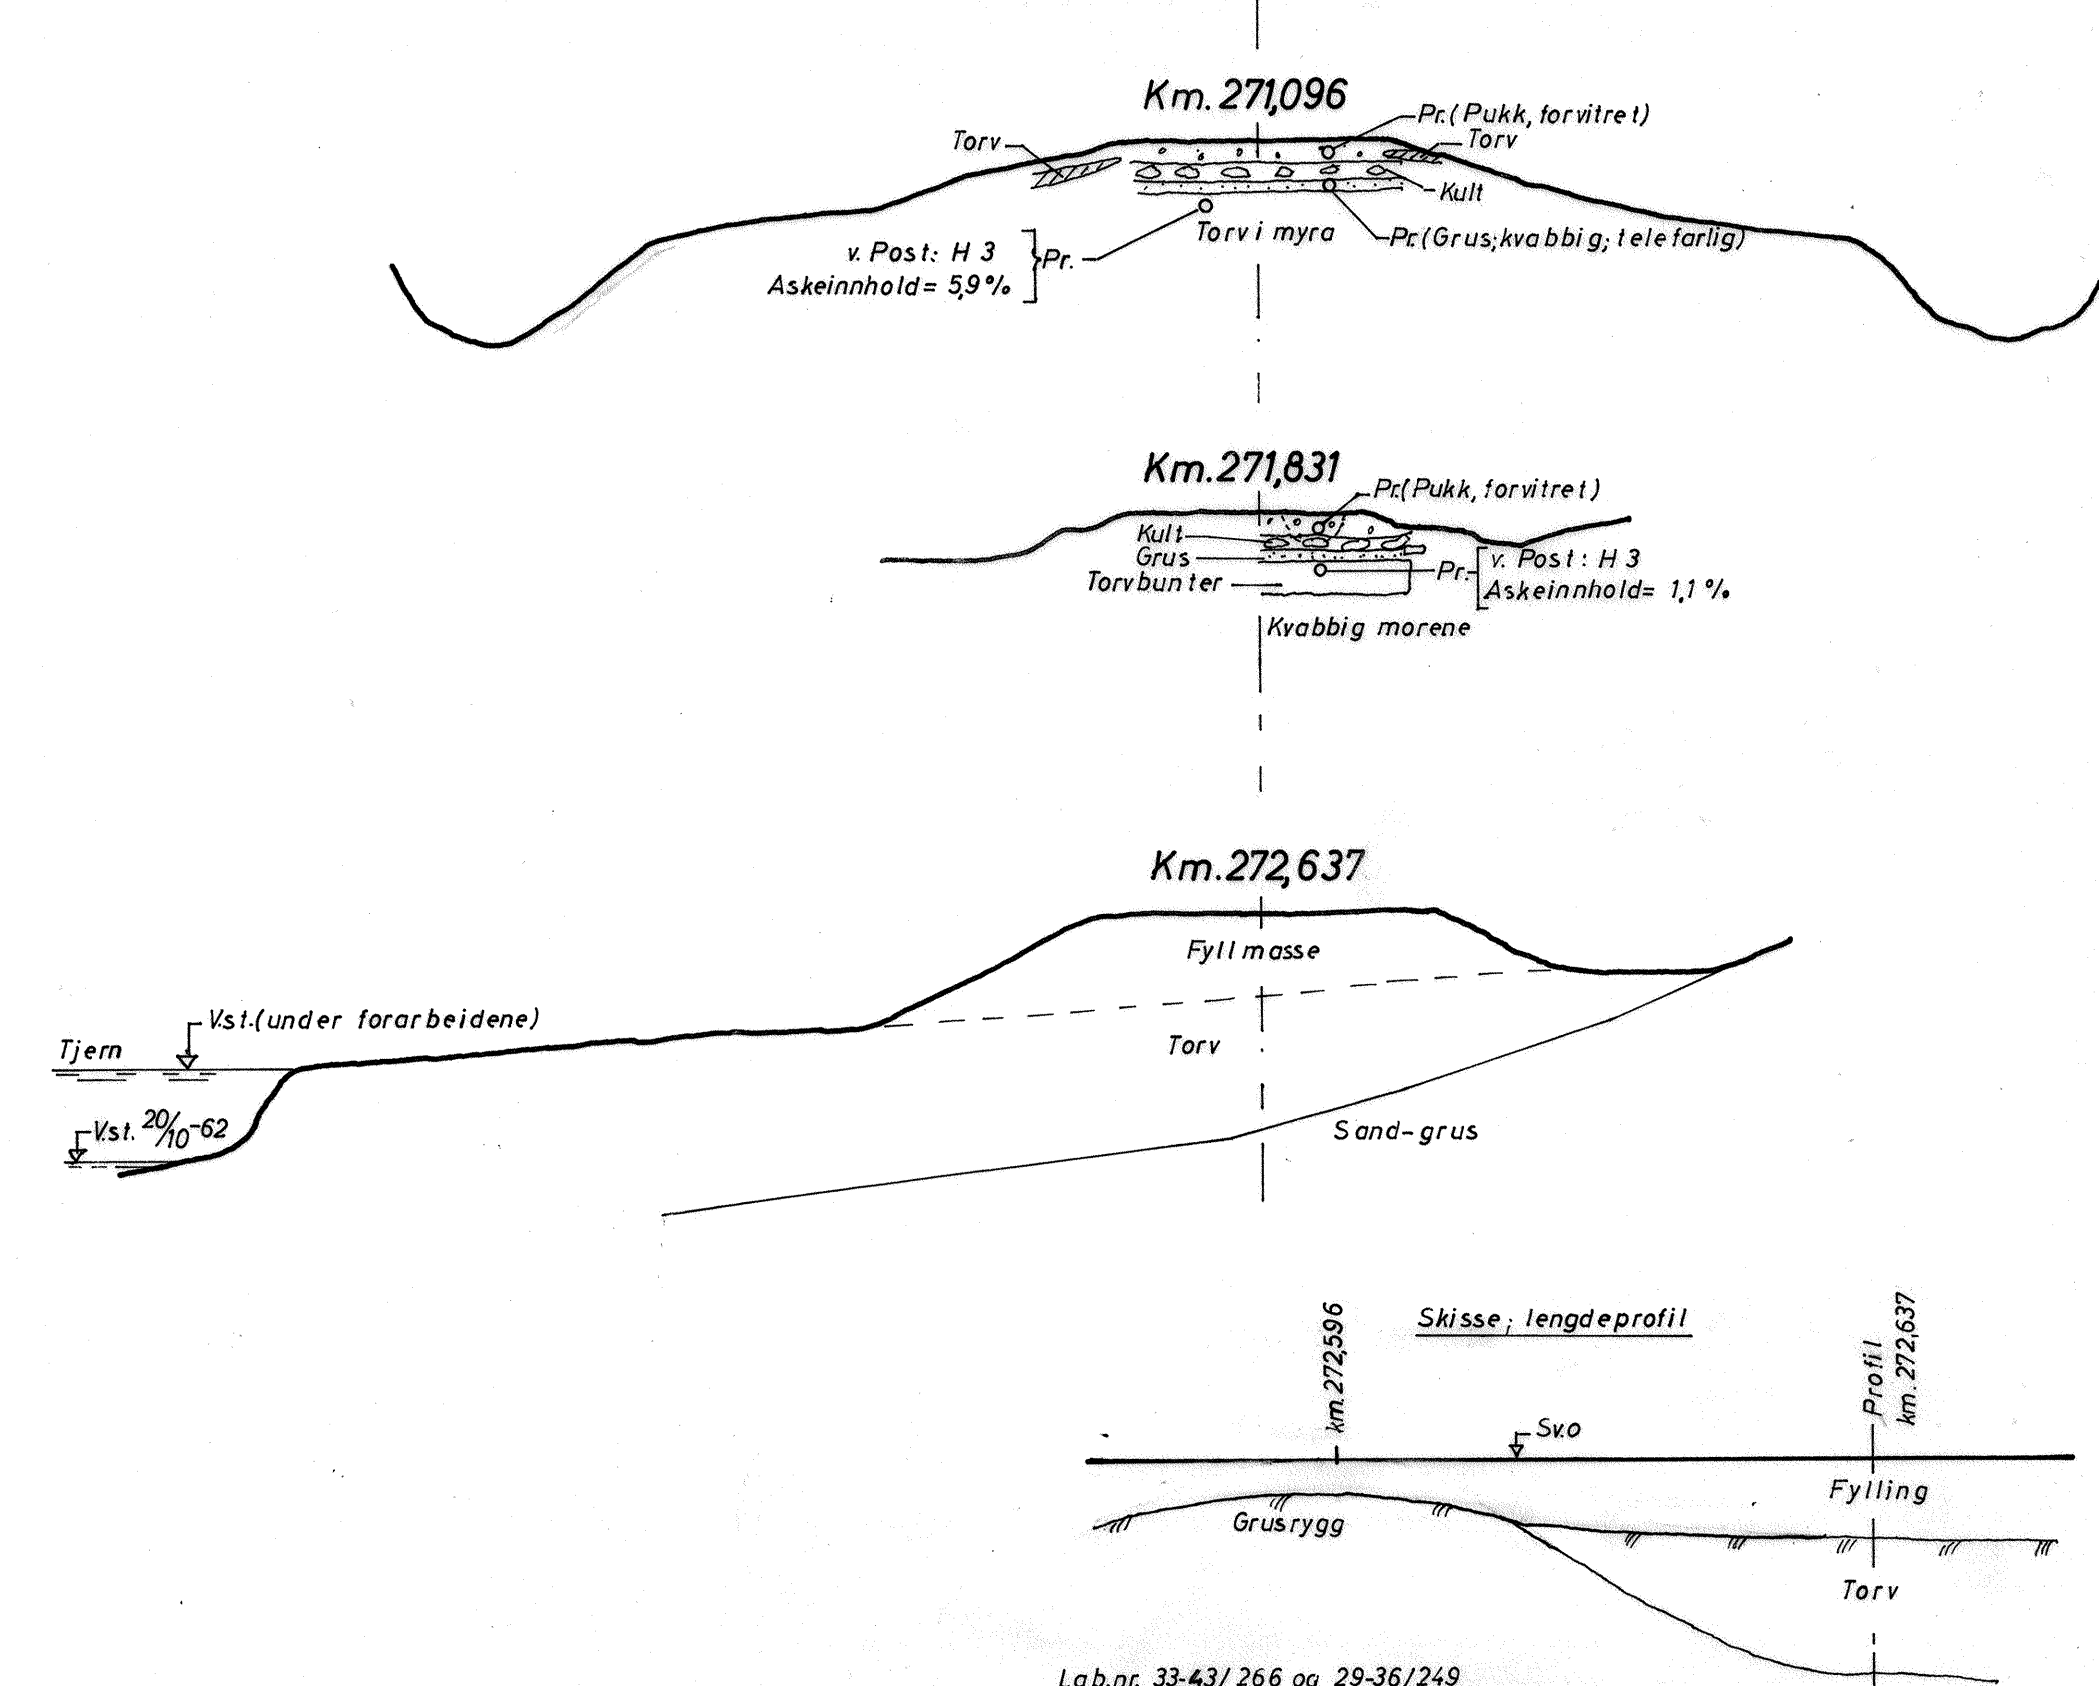 Km. 271,096
Pr.(Pukk, forvitret)
Torv
Torv
Kult
Torv i myra
Pr.(Grus; kvabbig; telefarlig)
v. Post: H 3
Pr.
Askeinnhold = 5,9 %
Km. 271,831
Pr.(Pukk, forvitret)
Kult
Grus
Torvbunter
Pr.
v. Post: H 3
Askeinnhold = 1,1 %
Kvabbig morene
Km. 272,637
Fyllmasse
V.st.(under forarbeidene)
Tjern
Torv
V.st. 20/10-62
Sand-grus
Skisse; lengdeprofil
km. 272,596
Profil
km. 272,637
Sv.o
Fylling
Grusrygg
Torv
Lab.nr. 33-43/266 og 29-36/249